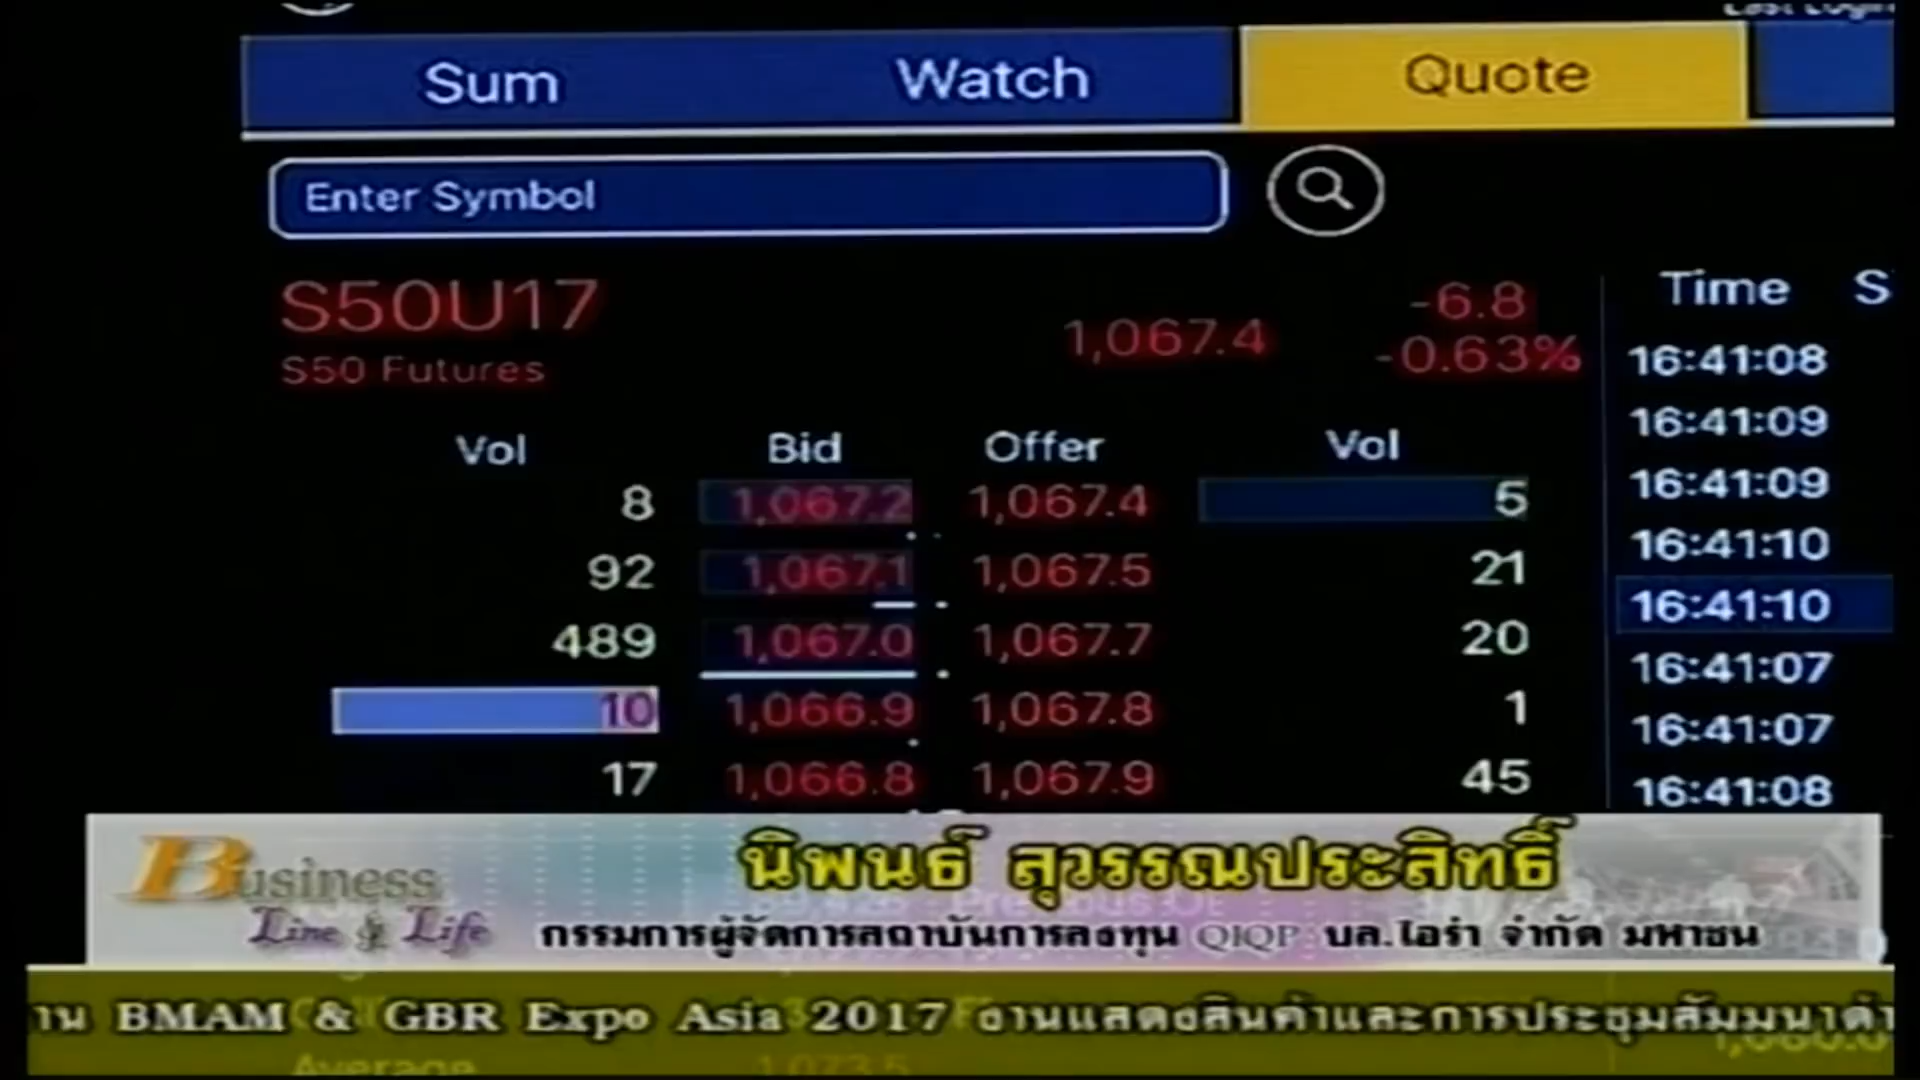 Sum Watch Quote
Enter Symbol
S50U17
S50 Futures
1,067.4
-6.8
-0.63%
Time S
Vol Bid Offer Vol
8 1,067.2 1,067.4 5
92 1,067.1 1,067.5 21
489 1,067.0 1,067.7 20
10 1,066.9 1,067.8 1
17 1,066.8 1,067.9 45
16:41:08
16:41:09
16:41:09
16:41:10
16:41:10
16:41:07
16:41:07
16:41:08
Business
Line & Life
นิพนธ์ สุวรรณประสิทธิ์
กรรมการผู้จัดการสถาบันการลงทุน QIQP บล.ไอร่า จำกัด มหาชน
าน BMAM & GBR Expo Asia 2017 งานแสดงสินค้าและการประชุมสัมมนาด้า
Average 1,073.5